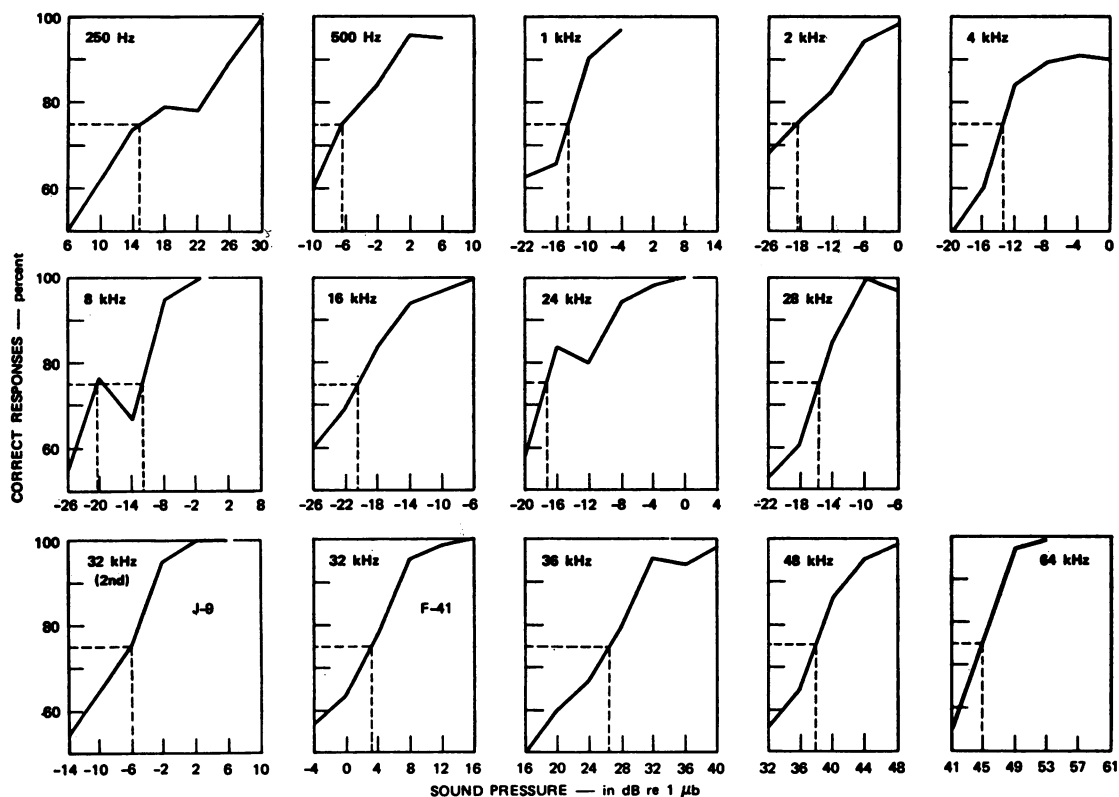 100
80
60
250 Hz
6 10 14 18 22 26 30
500 Hz
-10 -6 -2 2 6 10
1 kHz
-22 -16 -10 -4 2 8 14
2 kHz
-26 -18 -12 -6 0
4 kHz
-20 -16 -12 -8 -4 0
CORRECT RESPONSES — percent
100
80
60
8 kHz
-26 -20 -14 -8 -2 2 8
16 kHz
-26 -22 -18 -14 -10 -6
24 kHz
-20 -16 -12 -8 -4 0 4
28 kHz
-22 -18 -14 -10 -6
100
80
60
32 kHz
(2nd)
J-9
-14 -10 -6 -2 2 6 10
32 kHz
F-41
-4 0 4 8 12 16
36 kHz
16 20 24 28 32 36 40
48 kHz
32 36 40 44 48
64 kHz
41 45 49 53 57 61
SOUND PRESSURE — in dB re 1 μb